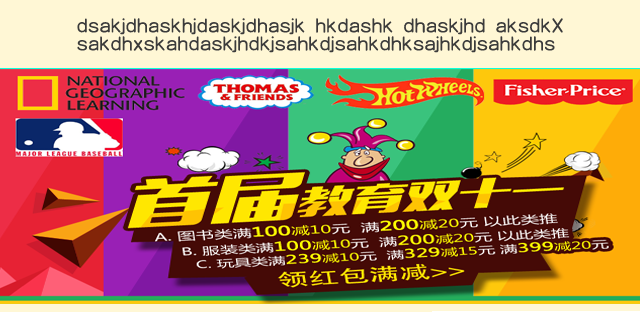 dsakjdhaskhjdaskjdhasjk hkdashk dhaskjhd aksdkX
sakdhxskahdaskjhdkjsahkdjsahkdhksajhkdjsahkdhs
NATIONAL
GEOGRAPHIC
LEARNING
THOMAS
& FRIENDS
HOT WHEELS
Fisher-Price
MAJOR LEAGUE BASEBALL
首届教育双十一
A. 图书类满100减10元 满200减20元 以此类推
B. 服装类满100减10元 满200减20元 以此类推
C. 玩具类满239减10元 满329减15元 满399减20元
领红包满减>>